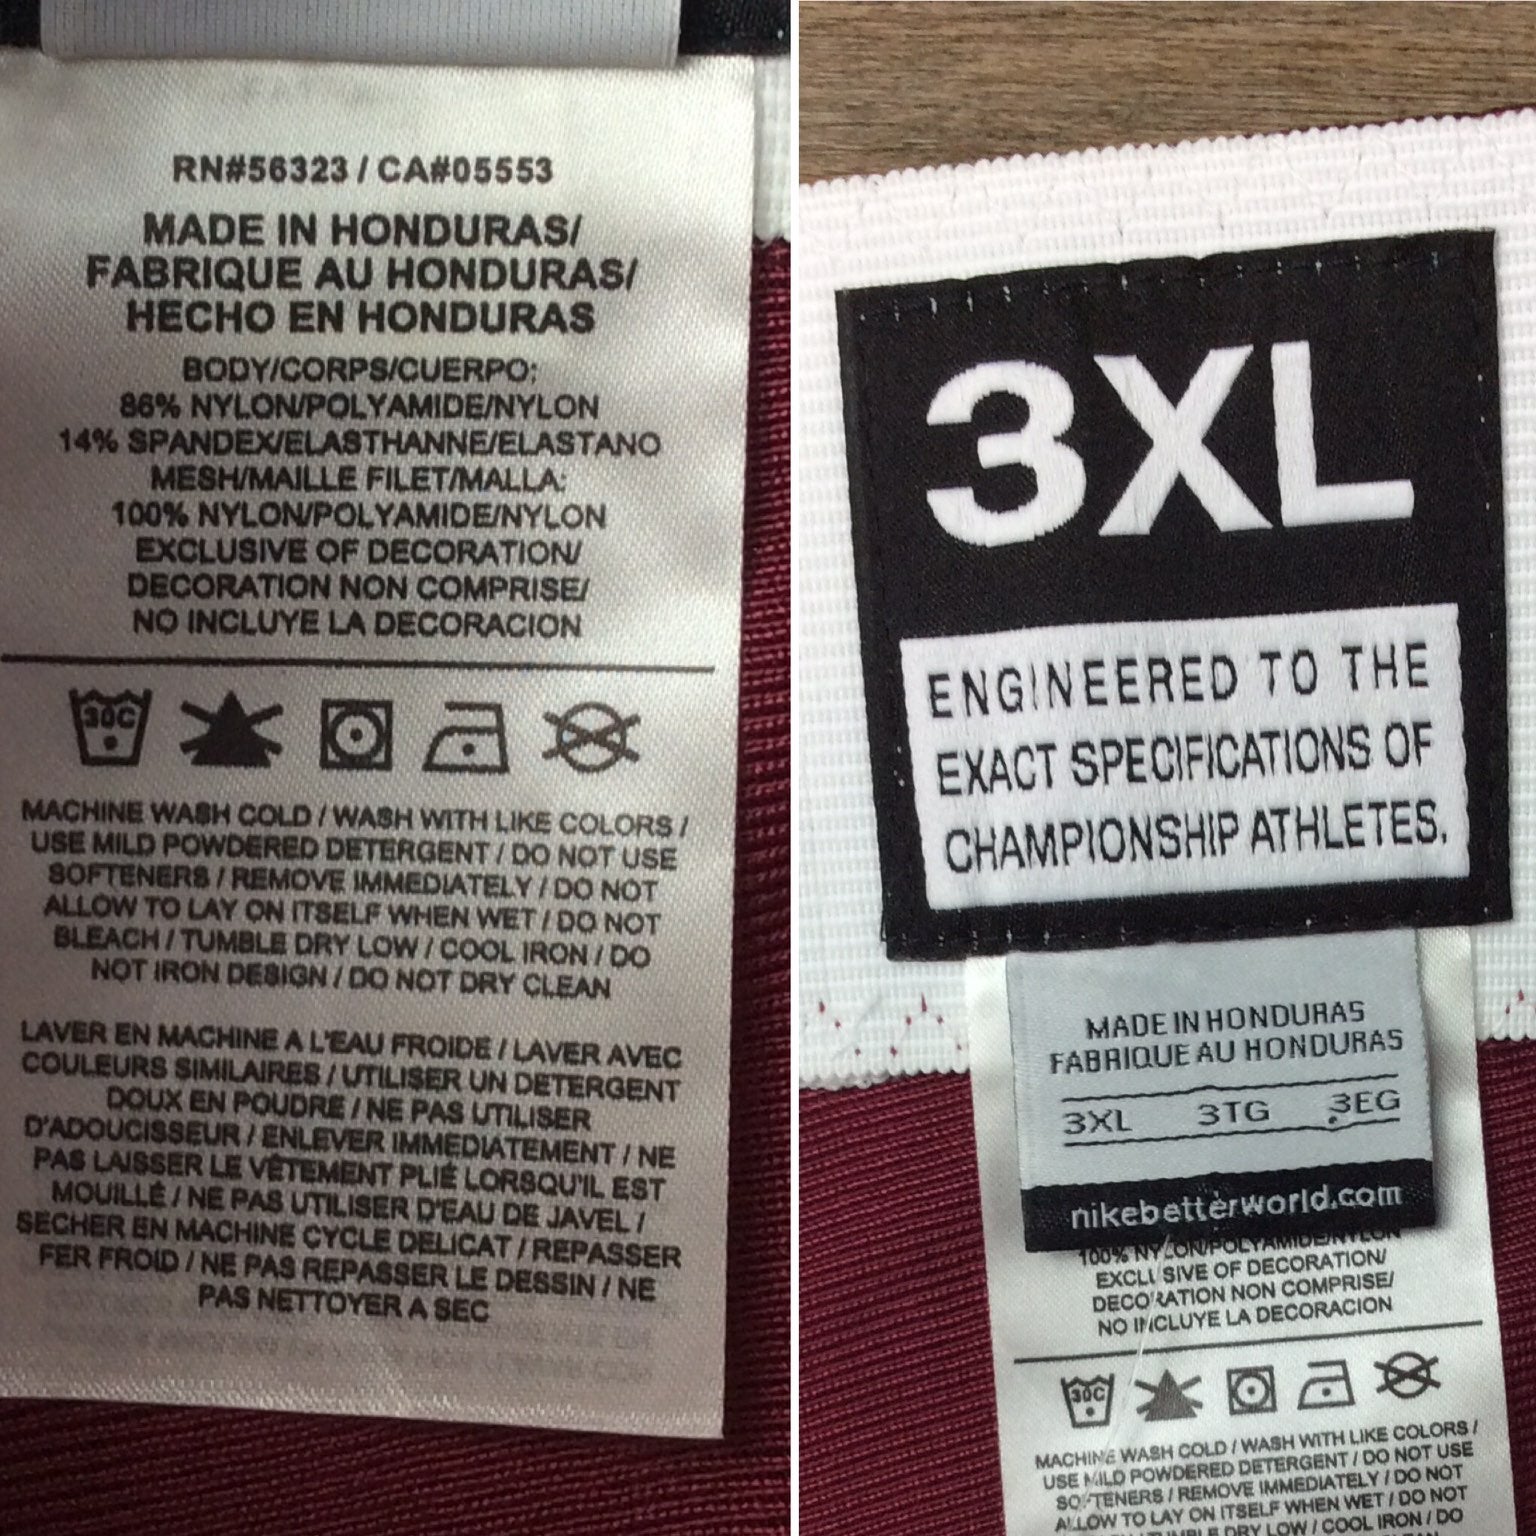 RN#56323 / CA#05553
MADE IN HONDURAS/
FABRIQUE AU HONDURAS/
HECHO EN HONDURAS
BODY/CORPS/CUERPO:
86% NYLON/POLYAMIDE/NYLON
14% SPANDEX/ELASTHANNE/ELASTANO
MESH/MAILLE FILET/MALLA:
100% NYLON/POLYAMIDE/NYLON
EXCLUSIVE OF DECORATION/
DECORATION NON COMPRISE/
NO INCLUYE LA DECORACION
30C
MACHINE WASH COLD / WASH WITH LIKE COLORS /
USE MILD POWDERED DETERGENT / DO NOT USE
SOFTENERS / REMOVE IMMEDIATELY / DO NOT
ALLOW TO LAY ON ITSELF WHEN WET / DO NOT
BLEACH / TUMBLE DRY LOW / COOL IRON / DO
NOT IRON DESIGN / DO NOT DRY CLEAN
LAVER EN MACHINE A L'EAU FROIDE / LAVER AVEC
COULEURS SIMILAIRES / UTILISER UN DETERGENT
DOUX EN POUDRE / NE PAS UTILISER
D'ADOUCISSEUR / ENLEVER IMMEDIATEMENT / NE
PAS LAISSER LE VÊTEMENT PLIÉ LORSQU'IL EST
MOUILLÉ / NE PAS UTILISER D'EAU DE JAVEL /
SECHER EN MACHINE CYCLE DELICAT / REPASSER
FER FROID / NE PAS REPASSER LE DESSIN / NE
PAS NETTOYER A SEC
3XL
ENGINEERED TO THE
EXACT SPECIFICATIONS OF
CHAMPIONSHIP ATHLETES.
MADE IN HONDURAS
FABRIQUE AU HONDURAS
3XL 3TG 3EG
nikebetterworld.com
100% NYLON/POLYAMIDE/NYLON
EXCLUSIVE OF DECORATION/
DECORATION NON COMPRISE/
NO INCLUYE LA DECORACION
30C
MACHINE WASH COLD / WASH WITH LIKE COLORS /
USE MILD POWDERED DETERGENT / DO NOT USE
SOFTENERS / REMOVE IMMEDIATELY / DO NOT
ALLOW TO LAY ON ITSELF WHEN WET / DO NOT
TUMBLE DRY LOW / COOL IRON / DO